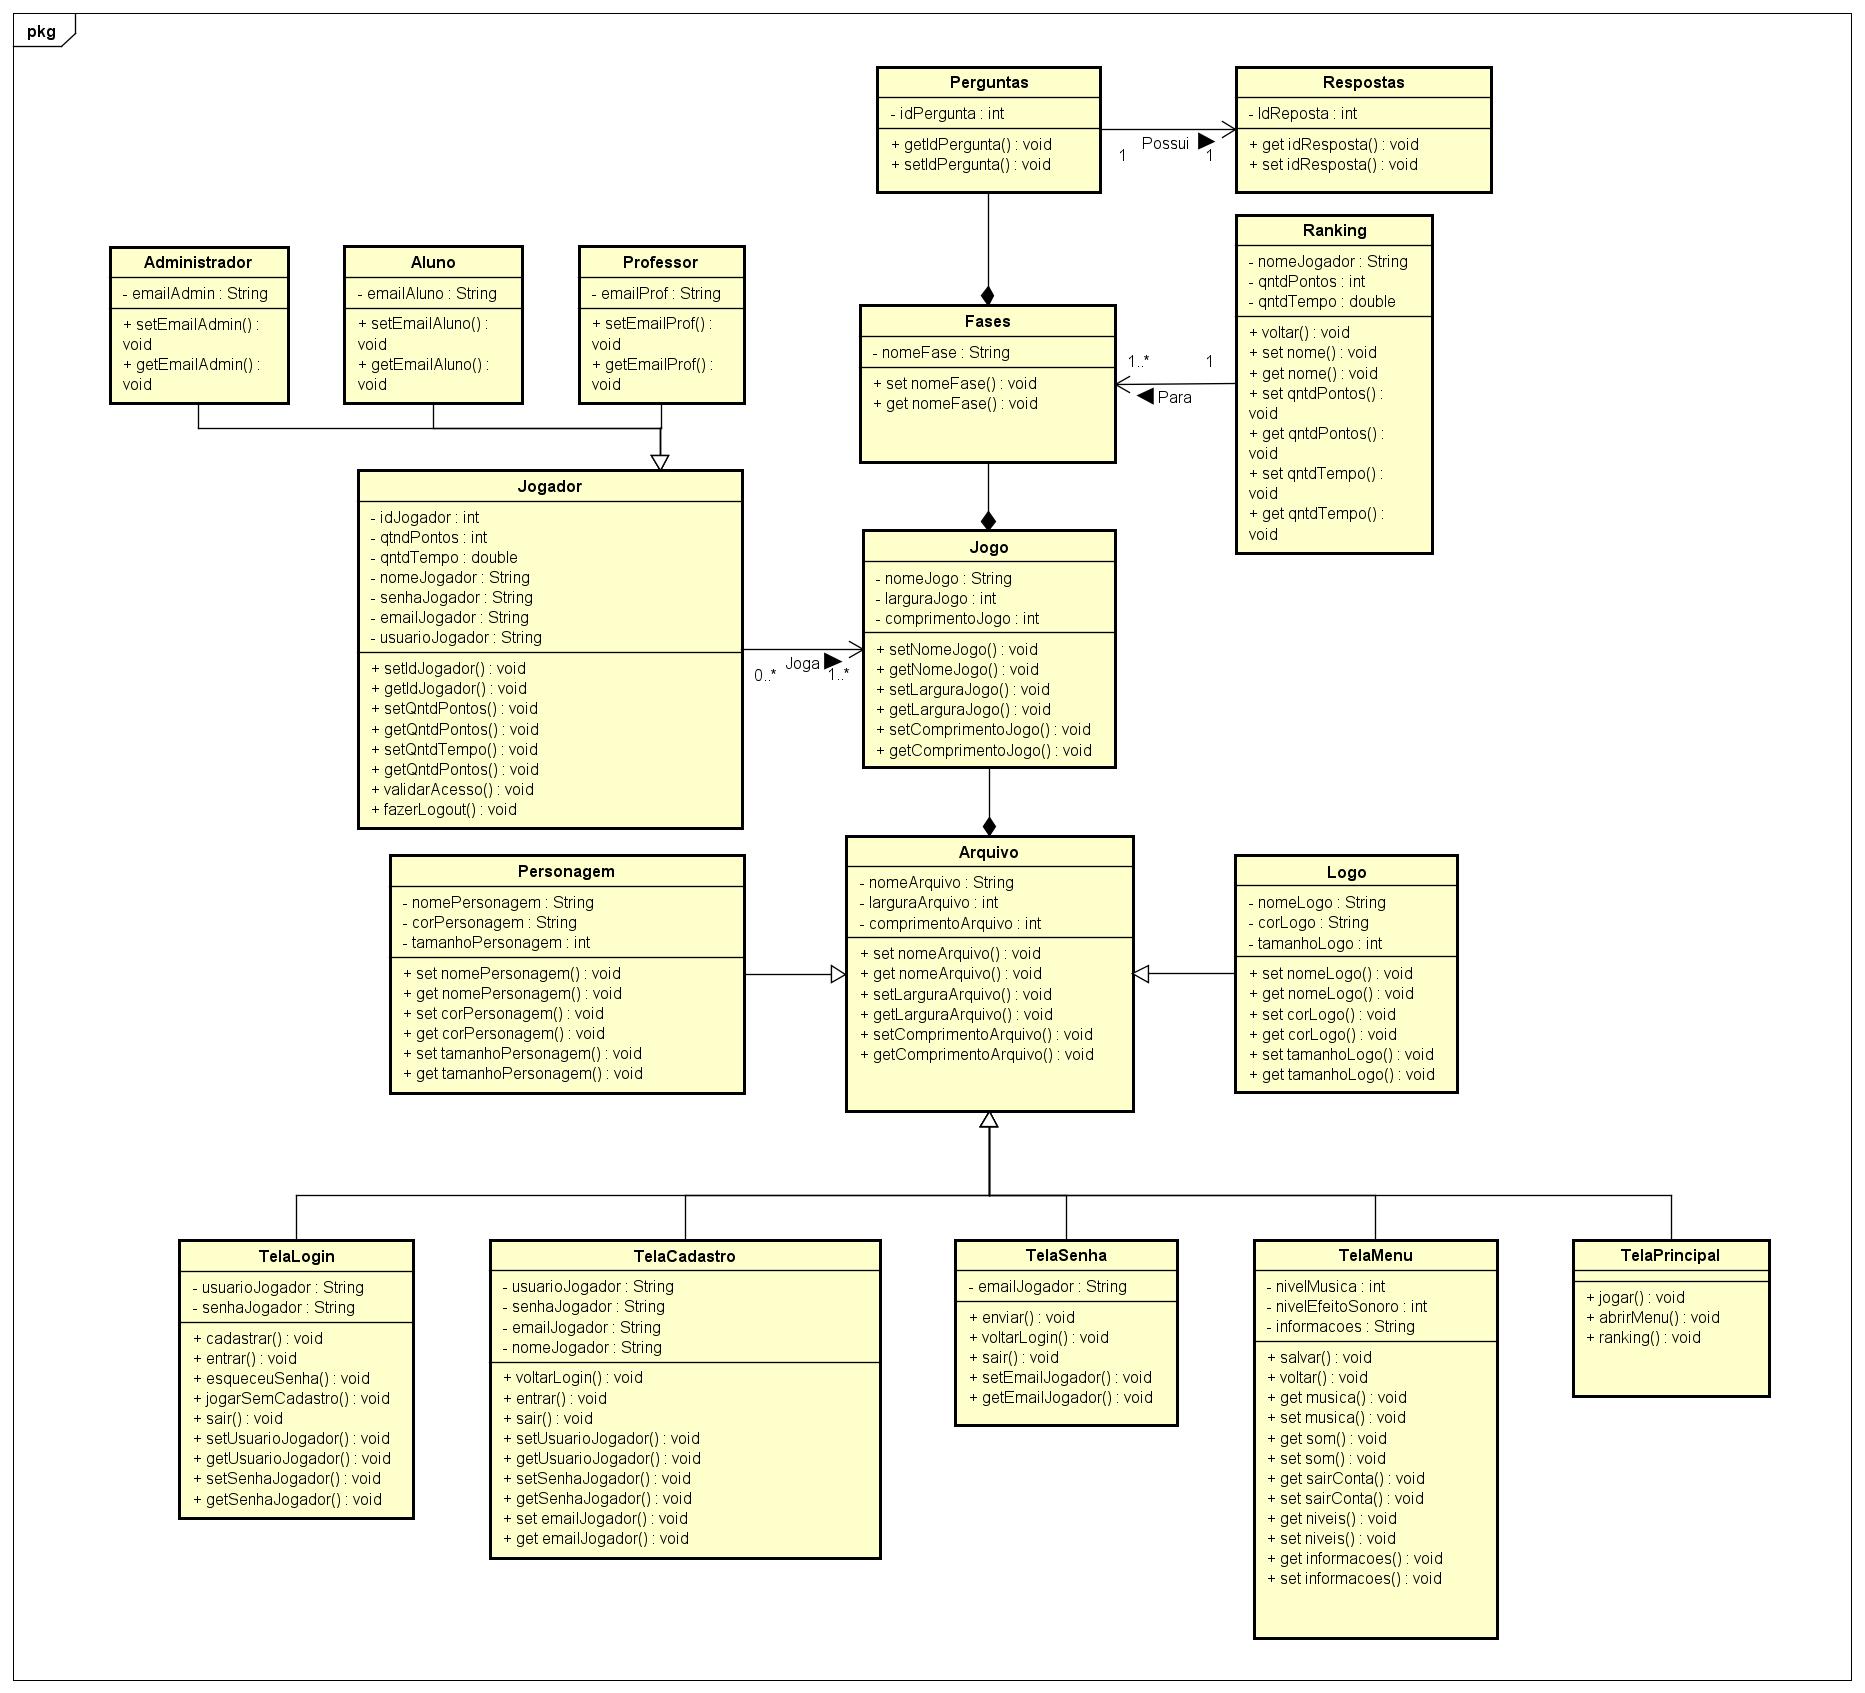 pkg
Perguntas
- idPergunta : int
+ getIdPergunta() : void
+ setIdPergunta() : void
Possui
1
1
Respostas
- IdReposta : int
+ get idResposta() : void
+ set idResposta() : void
Ranking
- nomeJogador : String
- qntdPontos : int
- qntdTempo : double
+ voltar() : void
+ set nome() : void
+ get nome() : void
+ set qntdPontos() :
void
+ get qntdPontos() :
void
+ set qntdTempo() :
void
+ get qntdTempo() :
void
Administrador
- emailAdmin : String
+ setEmailAdmin() :
void
+ getEmailAdmin() :
void
Aluno
- emailAluno : String
+ setEmailAluno() :
void
+ getEmailAluno() :
void
Professor
- emailProf : String
+ setEmailProf() :
void
+ getEmailProf() :
void
Fases
- nomeFase : String
+ set nomeFase() : void
+ get nomeFase() : void
1..*
1
Para
Jogador
- idJogador : int
- qtndPontos : int
- qntdTempo : double
- nomeJogador : String
- senhaJogador : String
- emailJogador : String
- usuarioJogador : String
+ setIdJogador() : void
+ getIdJogador() : void
+ setQntdPontos() : void
+ getQntdPontos() : void
+ setQntdTempo() : void
+ getQntdPontos() : void
+ validarAcesso() : void
+ fazerLogout() : void
Joga
0..*
1..*
Jogo
- nomeJogo : String
- larguraJogo : int
- comprimentoJogo : int
+ setNomeJogo() : void
+ getNomeJogo() : void
+ setLarguraJogo() : void
+ getLarguraJogo() : void
+ setComprimentoJogo() : void
+ getComprimentoJogo() : void
Personagem
- nomePersonagem : String
- corPersonagem : String
- tamanhoPersonagem : int
+ set nomePersonagem() : void
+ get nomePersonagem() : void
+ set corPersonagem() : void
+ get corPersonagem() : void
+ set tamanhoPersonagem() : void
+ get tamanhoPersonagem() : void
Arquivo
- nomeArquivo : String
- larguraArquivo : int
- comprimentoArquivo : int
+ set nomeArquivo() : void
+ get nomeArquivo() : void
+ setLarguraArquivo() : void
+ getLarguraArquivo() : void
+ setComprimentoArquivo() : void
+ getComprimentoArquivo() : void
Logo
- nomeLogo : String
- corLogo : String
- tamanhoLogo : int
+ set nomeLogo() : void
+ get nomeLogo() : void
+ set corLogo() : void
+ get corLogo() : void
+ set tamanhoLogo() : void
+ get tamanhoLogo() : void
TelaLogin
- usuarioJogador : String
- senhaJogador : String
+ cadastrar() : void
+ entrar() : void
+ esqueceuSenha() : void
+ jogarSemCadastro() : void
+ sair() : void
+ setUsuarioJogador() : void
+ getUsuarioJogador() : void
+ setSenhaJogador() : void
+ getSenhaJogador() : void
TelaCadastro
- usuarioJogador : String
- senhaJogador : String
- emailJogador : String
- nomeJogador : String
+ voltarLogin() : void
+ entrar() : void
+ sair() : void
+ setUsuarioJogador() : void
+ getUsuarioJogador() : void
+ setSenhaJogador() : void
+ getSenhaJogador() : void
+ set emailJogador() : void
+ get emailJogador() : void
TelaSenha
- emailJogador : String
+ enviar() : void
+ voltarLogin() : void
+ sair() : void
+ setEmailJogador() : void
+ getEmailJogador() : void
TelaMenu
- nivelMusica : int
- nivelEfeitoSonoro : int
- informacoes : String
+ salvar() : void
+ voltar() : void
+ get musica() : void
+ set musica() : void
+ get som() : void
+ set som() : void
+ get sairConta() : void
+ set sairConta() : void
+ get niveis() : void
+ set niveis() : void
+ get informacoes() : void
+ set informacoes() : void
TelaPrincipal
+ jogar() : void
+ abrirMenu() : void
+ ranking() : void